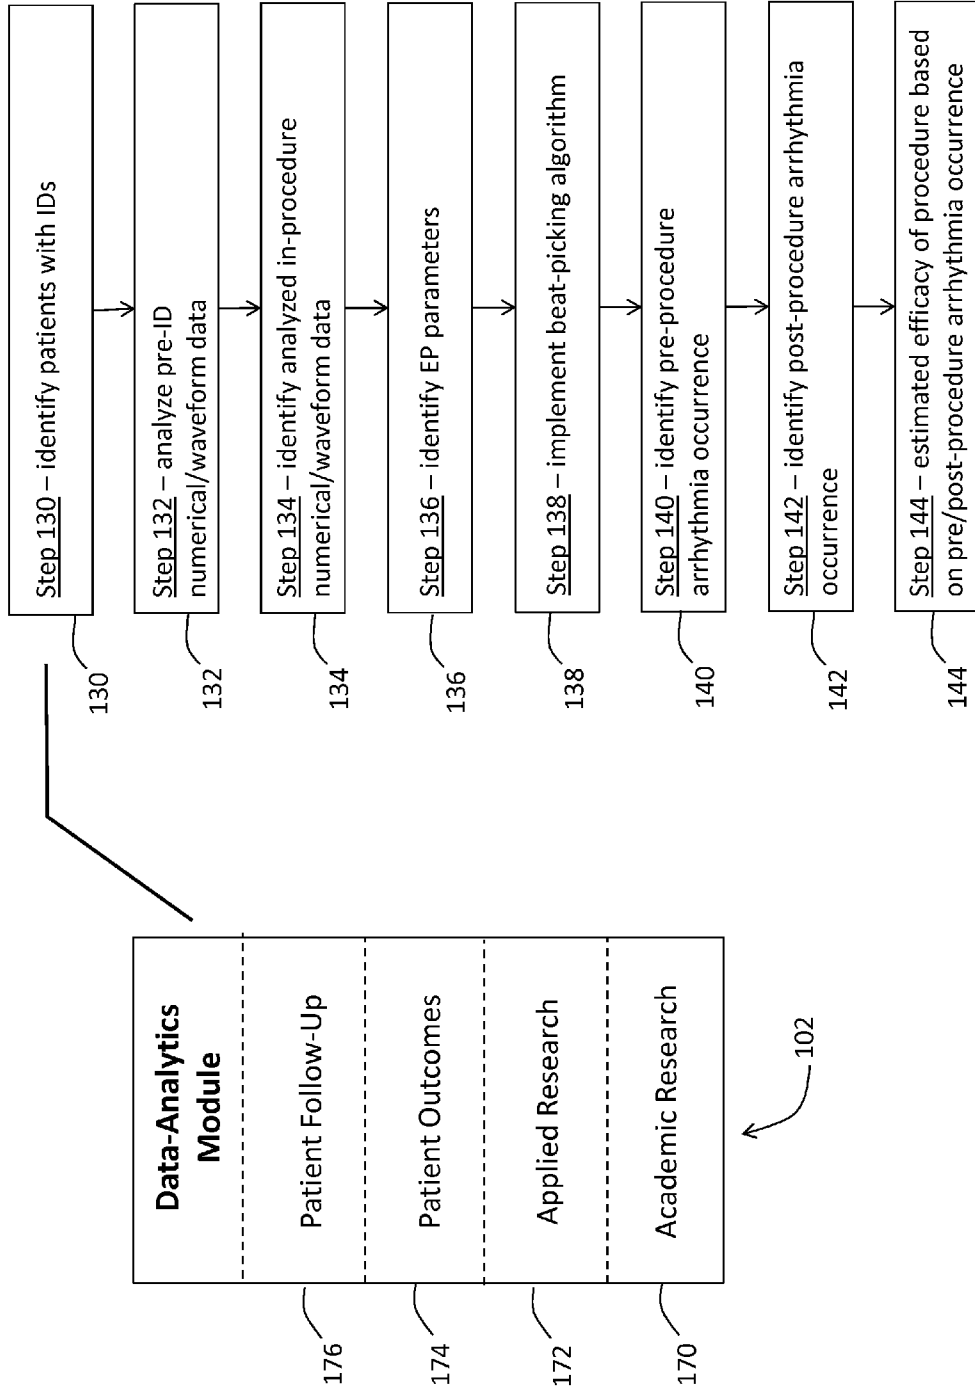 Data-Analytics
Module
Patient Follow-Up
Patient Outcomes
Applied Research
Academic Research
176
174
172
170
102
Step 130 – identify patients with IDs
Step 132 – analyze pre-ID
numerical/waveform data
Step 134 – identify analyzed in-procedure
numerical/waveform data
Step 136 – identify EP parameters
Step 138 – implement beat-picking algorithm
Step 140 – identify pre-procedure
arrhythmia occurrence
Step 142 – identify post-procedure arrhythmia
occurrence
Step 144 – estimated efficacy of procedure based
on pre/post-procedure arrhythmia occurrence
130
132
134
136
138
140
142
144